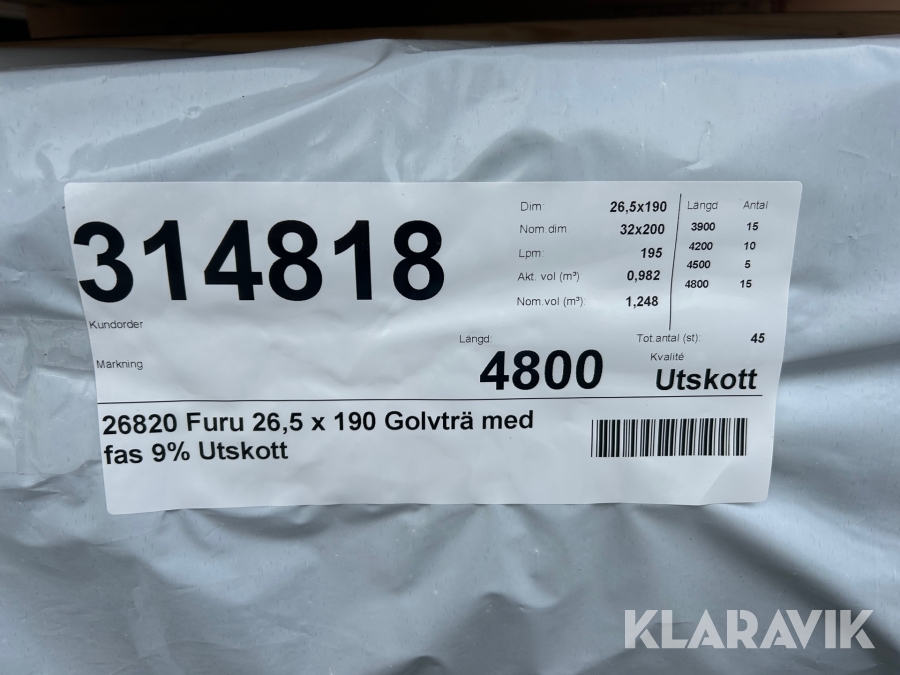 314818
Kundorder
Märkning
Dim: 26,5x190
Nom dim 32x200
Lpm: 195
Akt. vol (m³) 0,982
Nom.vol (m³): 1,248
Längd Antal
3900 15
4200 10
4500 5
4800 15
Tot.antal (st): 45
Längd:
4800
Kvalité
Utskott
26820 Furu 26,5 x 190 Golvträ med
fas 9% Utskott
KLARAVIK